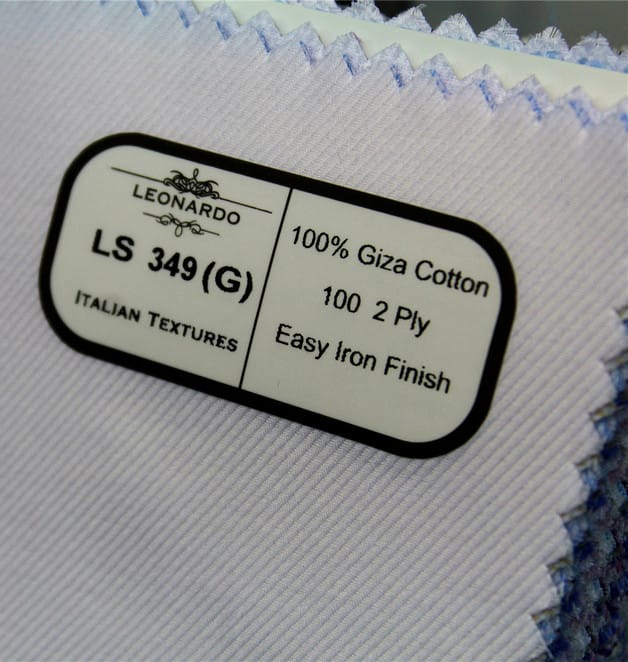 LEONARDO
LS 349 (G)
ITALIAN TEXTURES
100% Giza Cotton
100 2 Ply
Easy Iron Finish